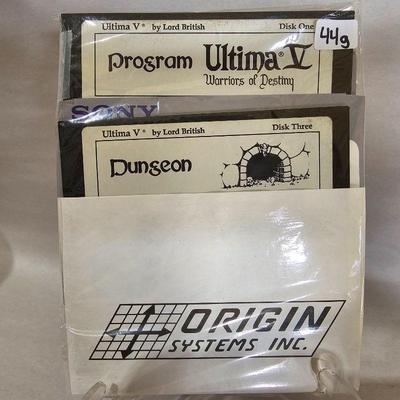 Ultima V® by Lord British Disk One
44g
Program Ultima® V
Warriors of Destiny
SONY
Ultima V® by Lord British Disk Three
Dungeon
ORIGIN
SYSTEMS INC.